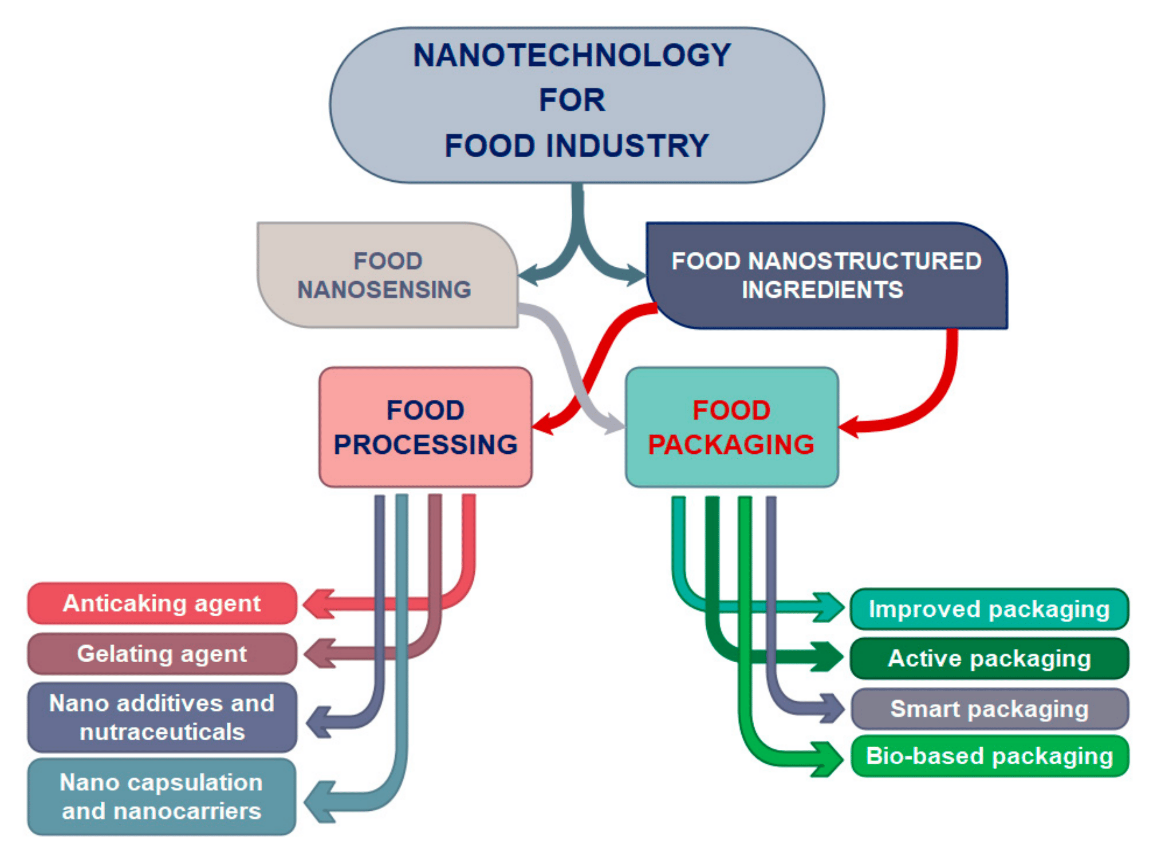 NANOTECHNOLOGY
FOR
FOOD INDUSTRY
FOOD
NANOSENSING
FOOD NANOSTRUCTURED
INGREDIENTS
FOOD
PROCESSING
FOOD
PACKAGING
Anticaking agent
Gelating agent
Nano additives and
nutraceuticals
Nano capsulation
and nanocarriers
Improved packaging
Active packaging
Smart packaging
Bio-based packaging